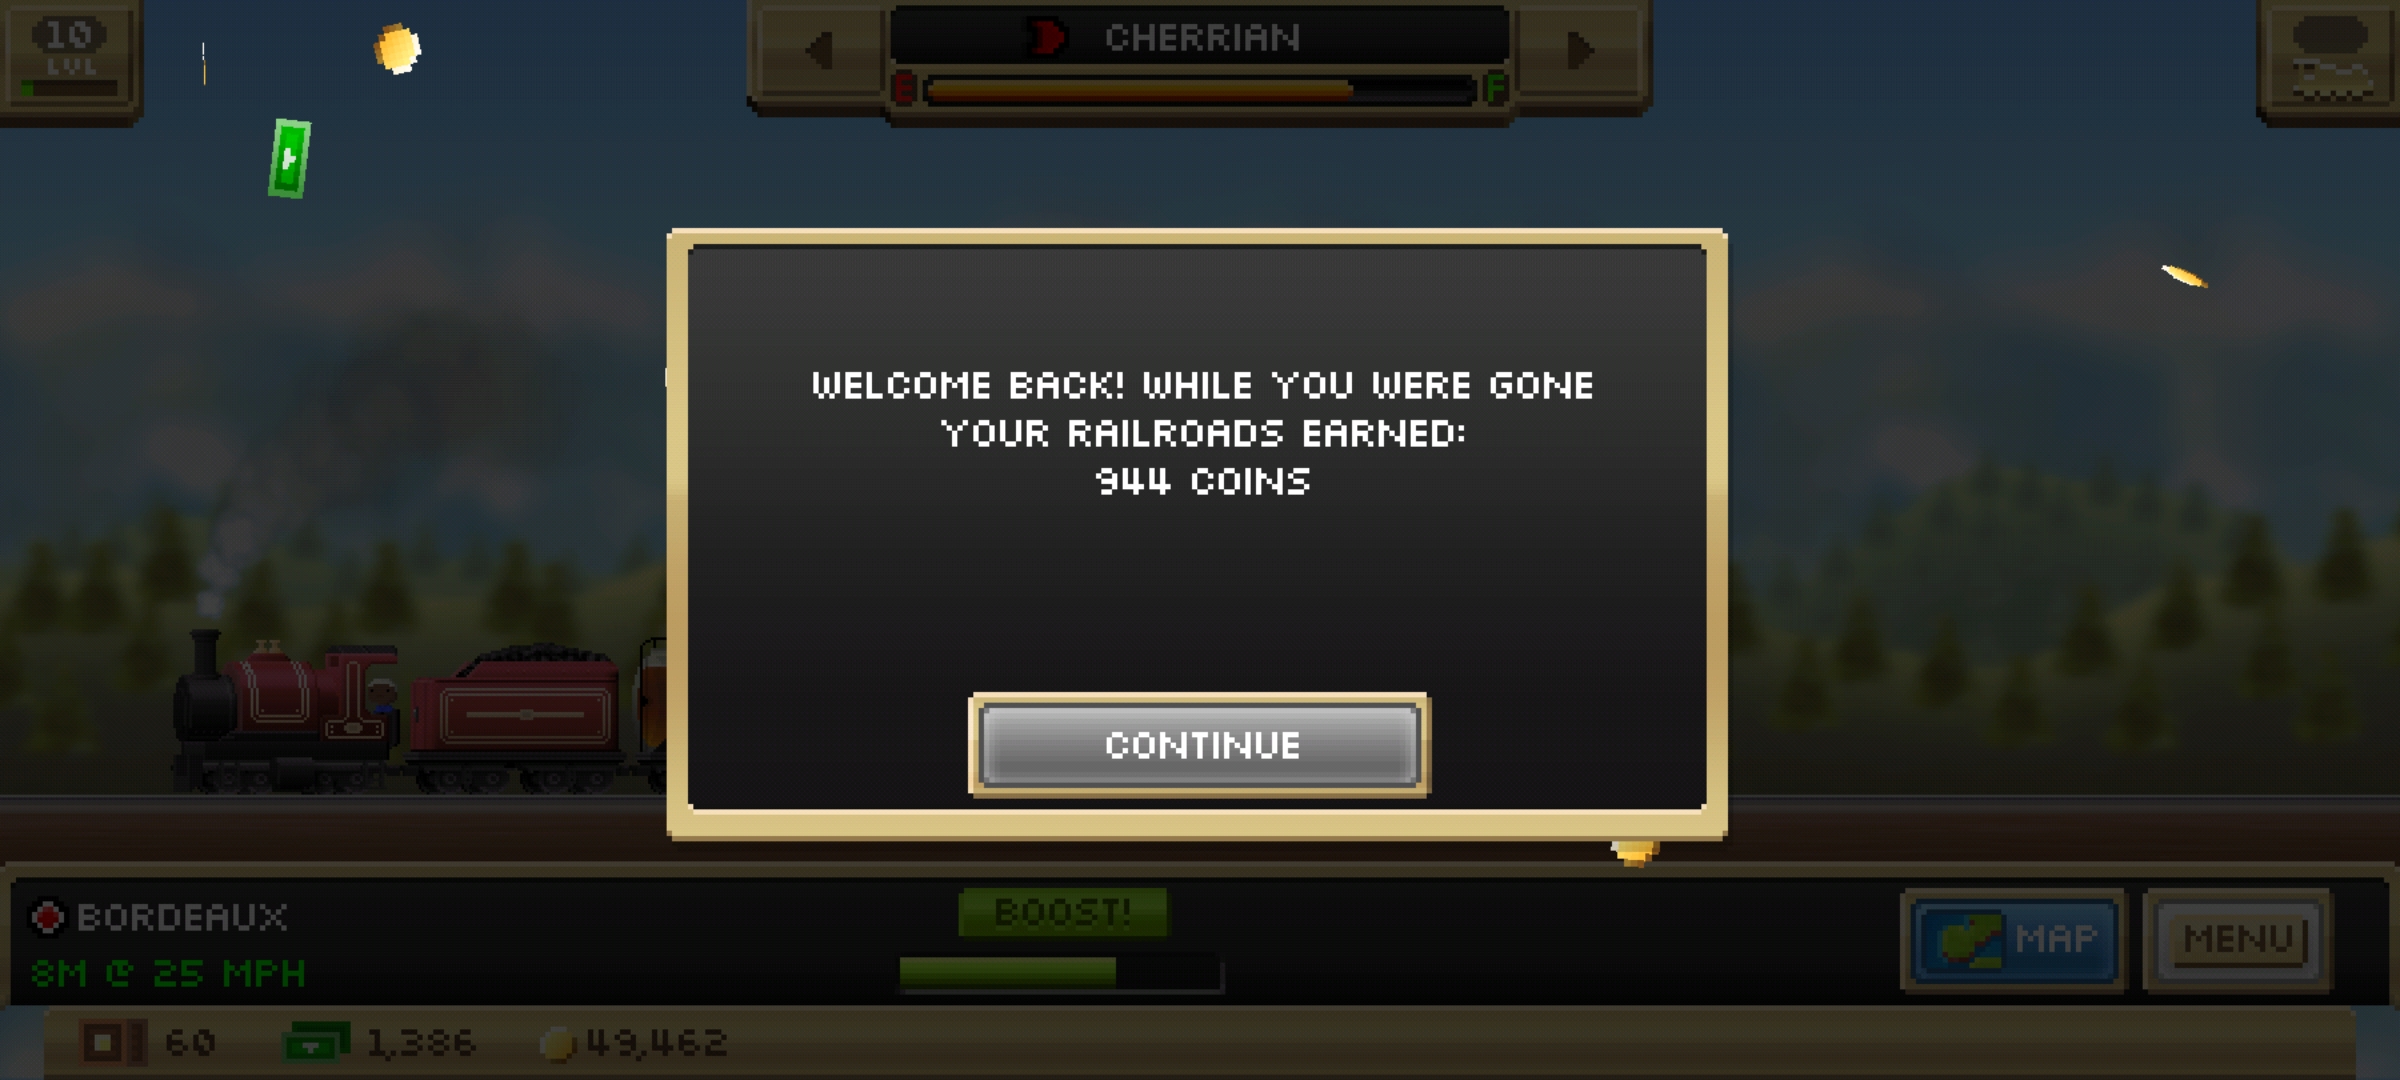 10
LVL
CHERRIAN
E F
WELCOME BACK! WHILE YOU WERE GONE
YOUR RAILROADS EARNED:
944 COINS
CONTINUE
BORDEAUX
8M @ 25 MPH
BOOST!
MAP
MENU
60 1,386 49,462